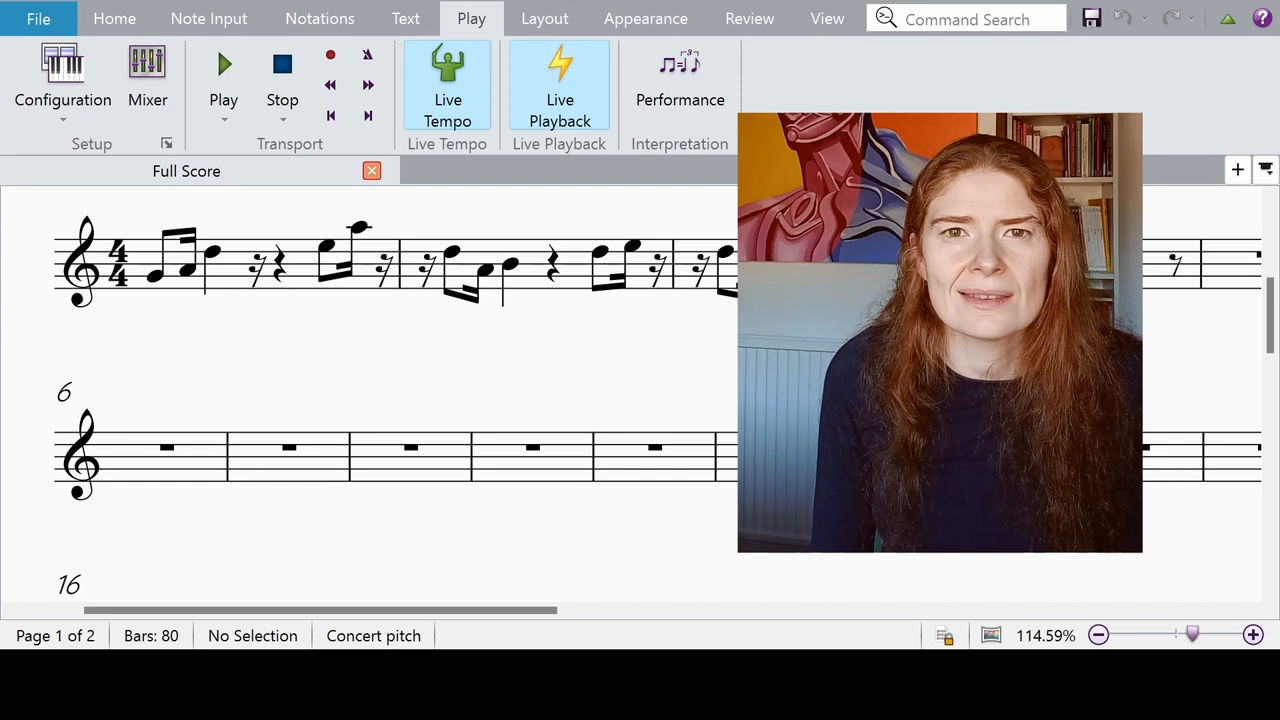 File Home Note Input Notations Text Play Layout Appearance Review View Command Search
Configuration Mixer Play Stop Live Tempo Live Playback Performance
Setup Transport Live Tempo Live Playback Interpretation
Full Score
6
16
Page 1 of 2 Bars: 80 No Selection Concert pitch 114.59%